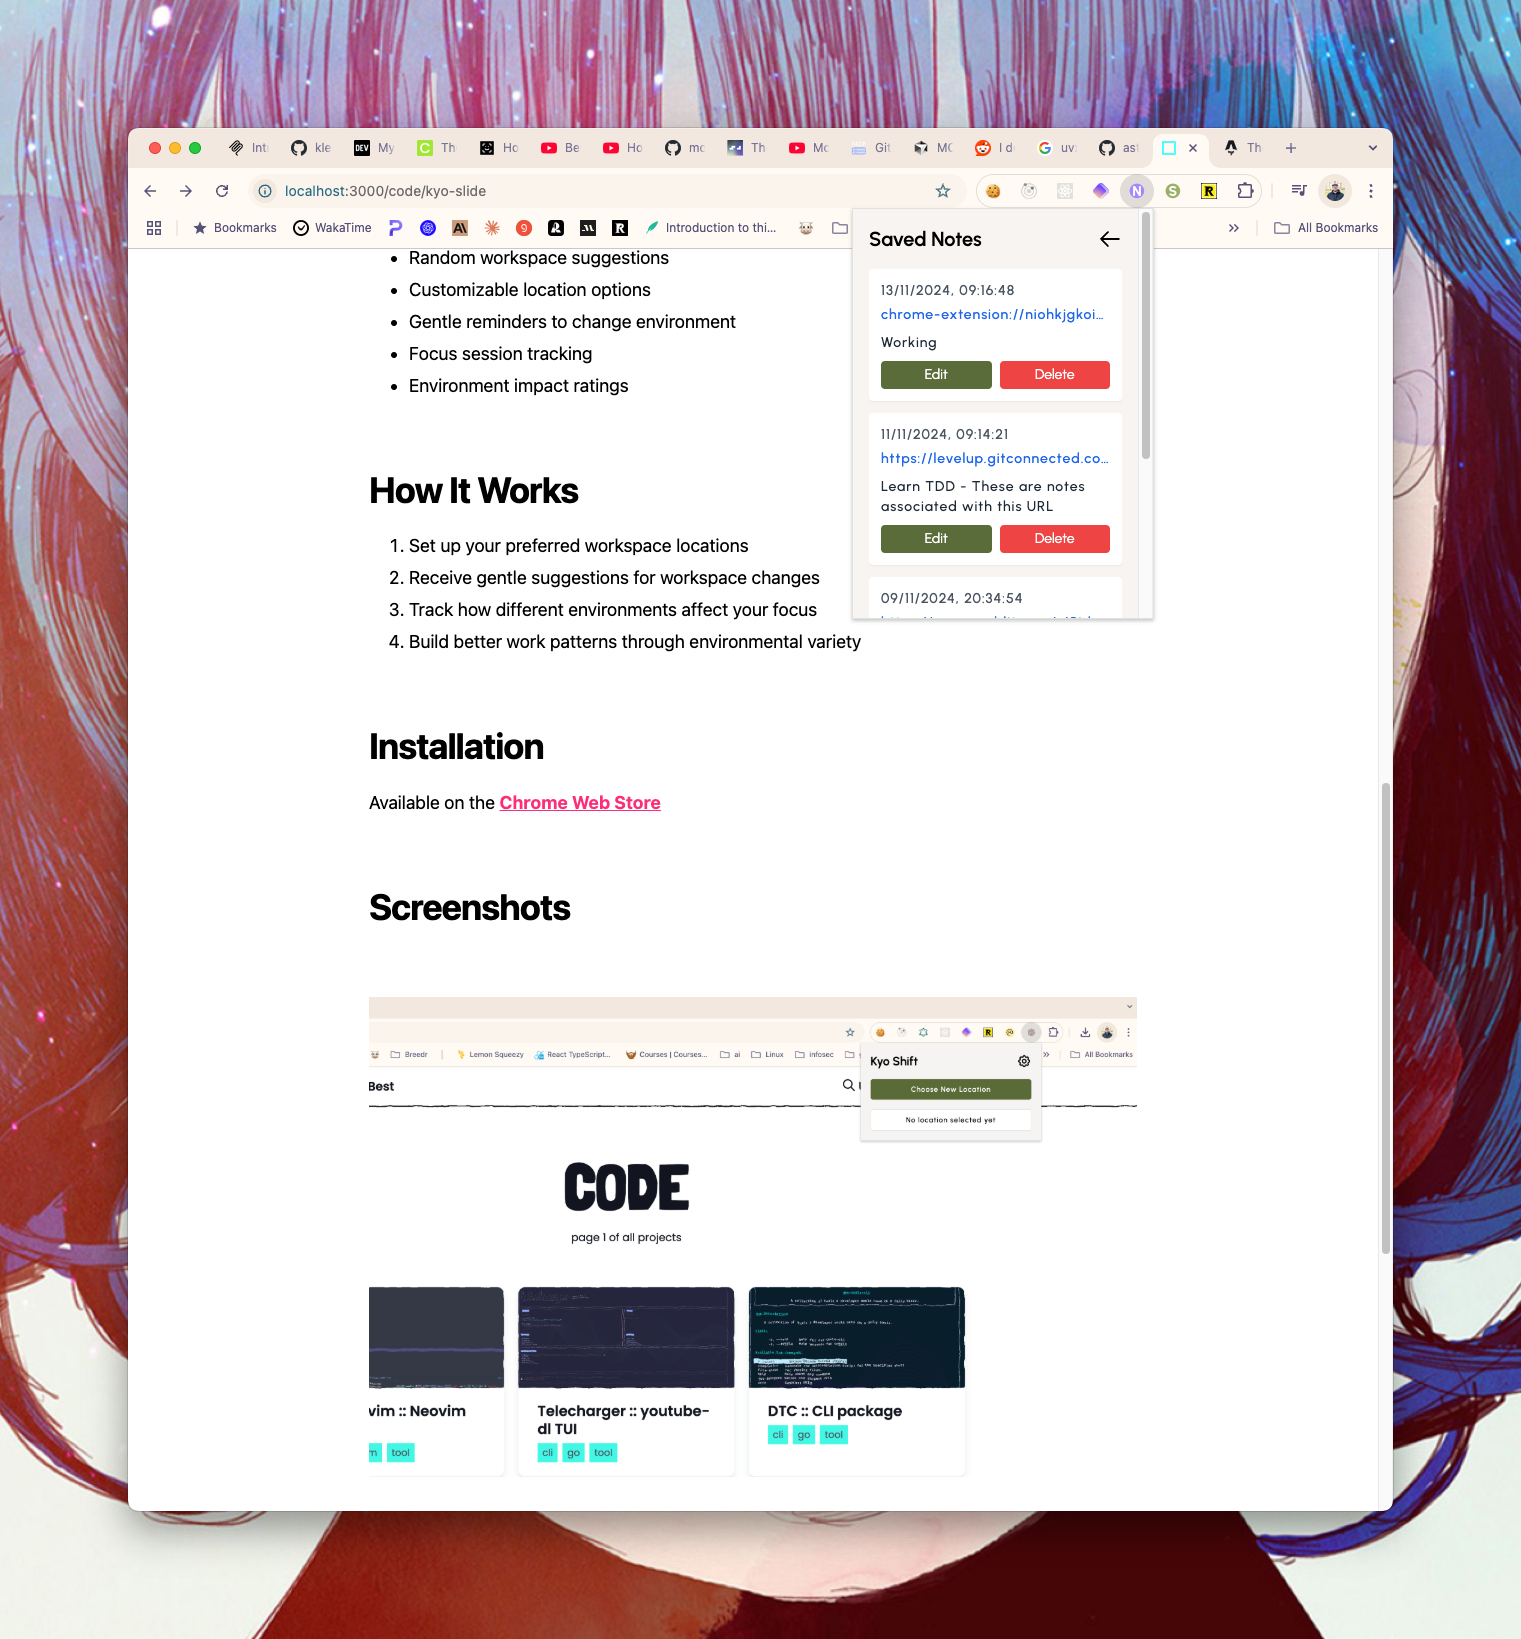 Int
kle
DEV
My
C
Th
Ho
Be
Ho
mc
Th
Mc
Git
MC
I d
uv
ast
Th
localhost:3000/code/kyo-slide
N
S
R
Bookmarks
WakaTime
9
R
Introduction to thi...
All Bookmarks
Random workspace suggestions
Customizable location options
Gentle reminders to change environment
Focus session tracking
Environment impact ratings
Saved Notes
13/11/2024, 09:16:48
chrome-extension://niohkjgkoi...
Working
Edit
Delete
11/11/2024, 09:14:21
https://levelup.gitconnected.co...
Learn TDD - These are notes
associated with this URL
Edit
Delete
09/11/2024, 20:34:54
How It Works
1. Set up your preferred workspace locations
2. Receive gentle suggestions for workspace changes
3. Track how different environments affect your focus
4. Build better work patterns through environmental variety
Installation
Available on the Chrome Web Store
Screenshots
R
Breedr
Lemon Squeezy
React TypeScript...
Courses | Courses...
ai
Linux
infosec
All Bookmarks
Best
Kyo Shift
Choose New Location
No location selected yet
CODE
page 1 of all projects
vim :: Neovim
tool
Telecharger :: youtube-
dl TUI
cli go tool
DTC :: CLI package
cli go tool